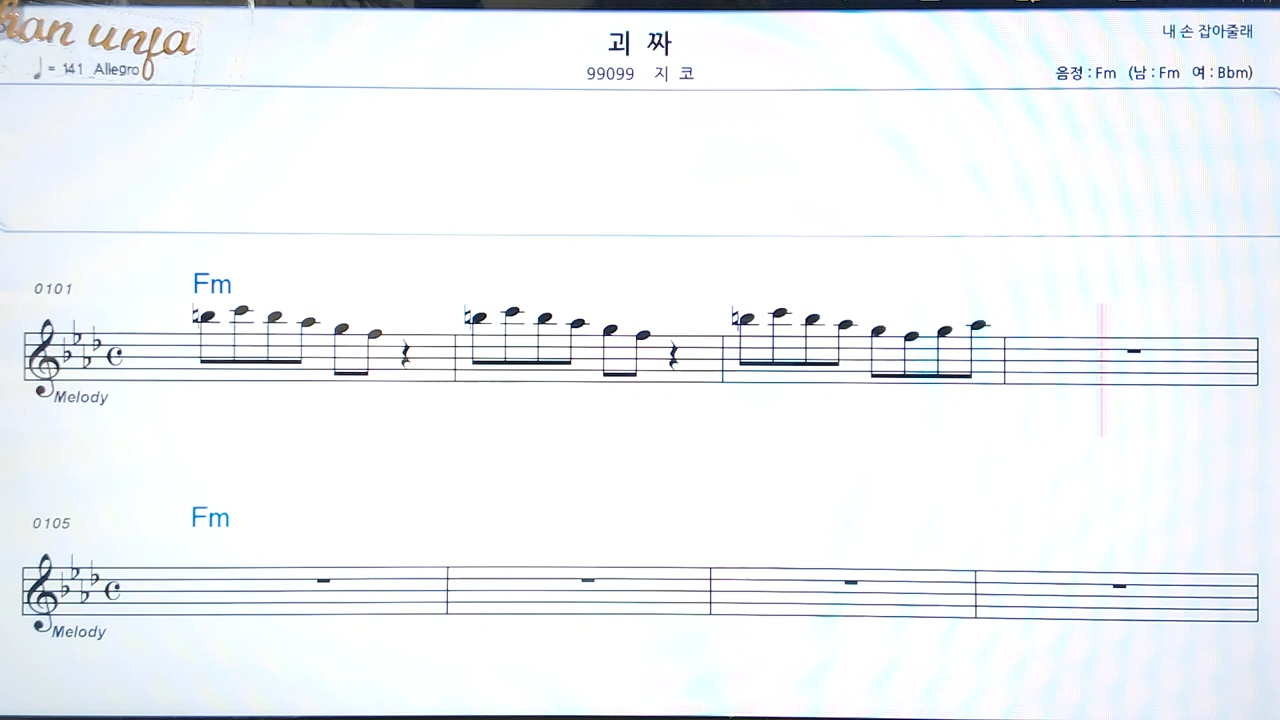 unja
♩ = 141 Allegro
괴 짜
99099 지 코
내 손 잡아줄래
음정 : Fm (남 : Fm 여 : Bbm)
0101
Fm
Melody
0105
Fm
Melody